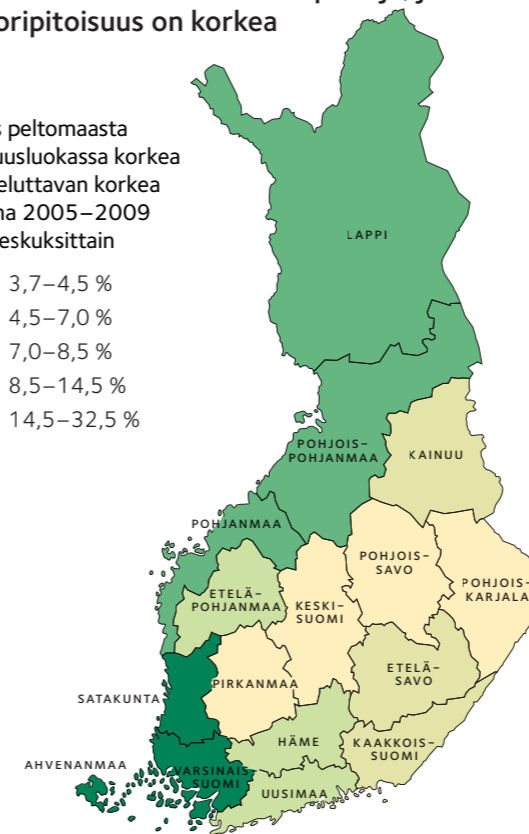 oripitoisuus on korkea
peltomaasta
uusluokassa korkea
eluttavan korkea
na 2005–2009
eskuksittain
3,7–4,5 %
4,5–7,0 %
7,0–8,5 %
8,5–14,5 %
14,5–32,5 %
LAPPI
POHJOIS-
POHJANMAA
KAINUU
POHJANMAA
POHJOIS-
SAVO
POHJOIS-
KARJALA
ETELÄ-
POHJANMAA
KESKI-
SUOMI
ETELÄ-
SAVO
PIRKANMAA
SATAKUNTA
HÄME
KAAKKOIS-
SUOMI
AHVENANMAA
VARSINAIS
SUOMI
UUSIMAA